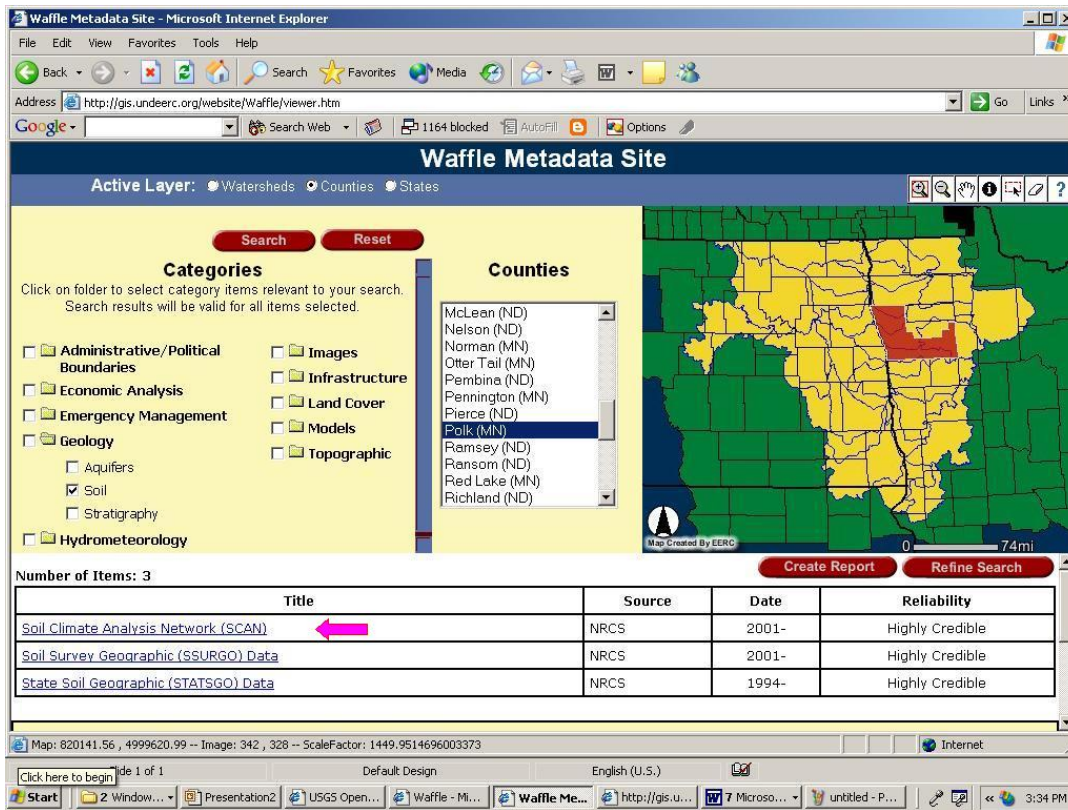 Waffle Metadata Site - Microsoft Internet Explorer
File Edit View Favorites Tools Help
Back Search Favorites Media
Address http://gis.undeerc.org/website/Waffle/viewer.htm Go Links »
Google Search Web 1164 blocked AutoFill Options
Waffle Metadata Site
Active Layer: Watersheds Counties States
Search Reset
Categories
Click on folder to select category items relevant to your search.
Search results will be valid for all items selected.
Administrative/Political
Boundaries
Economic Analysis
Emergency Management
Geology
Aquifers
Soil
Stratigraphy
Hydrometeorology
Images
Infrastructure
Land Cover
Models
Topographic
Counties
McLean (ND)
Nelson (ND)
Norman (MN)
Otter Tail (MN)
Pembina (ND)
Pennington (MN)
Pierce (ND)
Polk (MN)
Ramsey (ND)
Ransom (ND)
Red Lake (MN)
Richland (ND)
Map Created By EERC
0 74mi
Number of Items: 3 Create Report Refine Search
Title Source Date Reliability
Soil Climate Analysis Network (SCAN) NRCS 2001- Highly Credible
Soil Survey Geographic (SSURGO) Data NRCS 2001- Highly Credible
State Soil Geographic (STATSGO) Data NRCS 1994- Highly Credible
Map: 820141.56 , 4999620.99 -- Image: 342 , 328 -- ScaleFactor: 1449.9514696003373 Internet
Click here to begin
1 of 1 Default Design English (U.S.)
Start 2 Window... Presentation2 USGS Open... Waffle - Mi... Waffle Me... http://gis.u... 7 Microso... untitled - P... « 3:34 PM